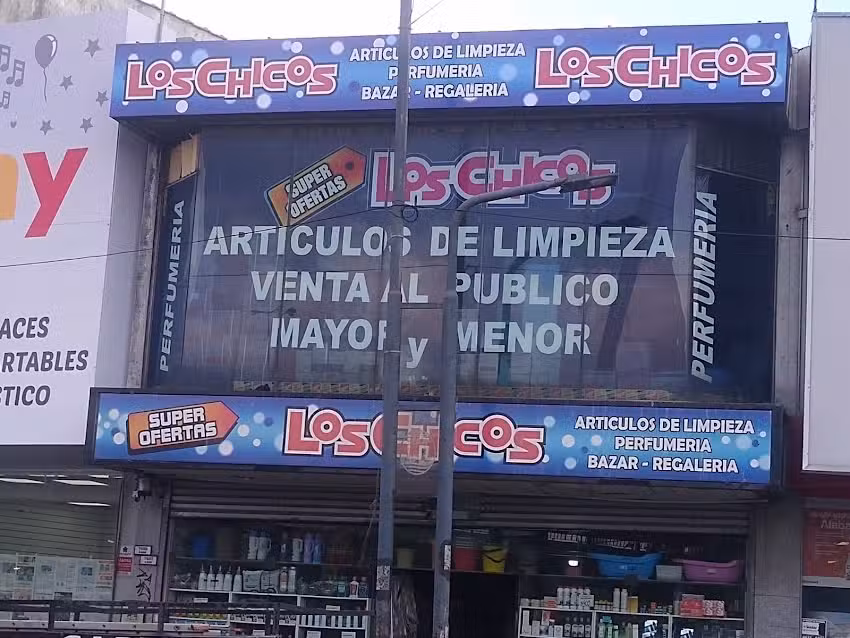 LOS CHICOS
ARTICULOS DE LIMPIEZA
PERFUMERIA
BAZAR - REGALERIA
LOS CHICOS
SUPER
OFERTAS
LOS CHICOS
ARTICULOS DE LIMPIEZA
VENTA AL PUBLICO
MAYOR y MENOR
PERFUMERIA
PERFUMERIA
SUPER
OFERTAS
LOS CHICOS
ARTICULOS DE LIMPIEZA
PERFUMERIA
BAZAR - REGALERIA
y
ACES
RTABLES
STICO